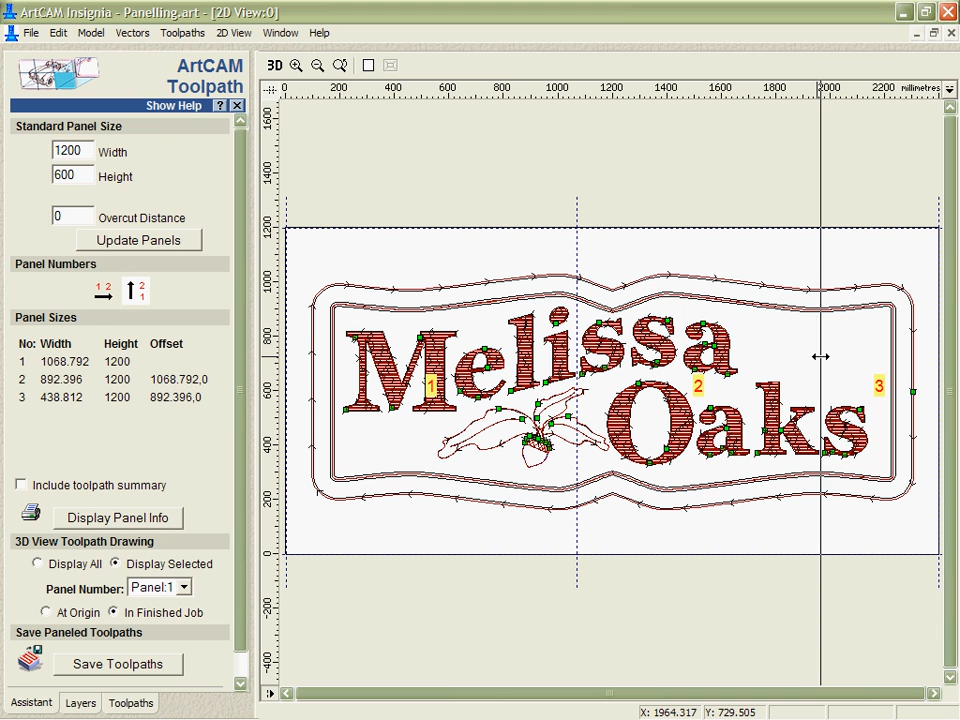 ArtCAM Insignia - Panelling.art - [2D View:0]
File Edit Model Vectors Toolpaths 2D View Window Help
ArtCAM
Toolpath
Show Help ? X
Standard Panel Size
1200 Width
600 Height
0 Overcut Distance
Update Panels
Panel Numbers
1 2
2
1
Panel Sizes
No: Width Height Offset
1 1068.792 1200
2 892.396 1200 1068.792,0
3 438.812 1200 892.396,0
Include toolpath summary
Display Panel Info
3D View Toolpath Drawing
Display All Display Selected
Panel Number: Panel:1
At Origin In Finished Job
Save Paneled Toolpaths
Save Toolpaths
Assistant Layers Toolpaths
3D
0 200 400 600 800 1000 1200 1400 1600 1800 2000 2200 millimetres
1600
1400
1200
1000
800
600
400
200
0
-200
-400
Melissa
Oaks
1 2 3
X: 1964.317 Y: 729.505